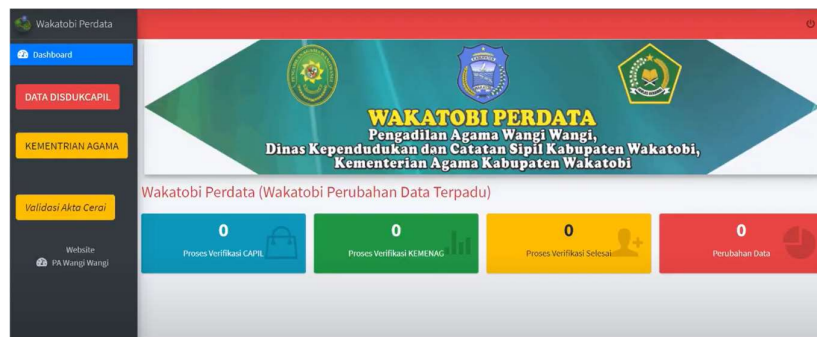 Wakatobi Perdata
Dashboard
DATA DISDUKCAPIL
KEMENTRIAN AGAMA
Validasi Akta Cerai
Website
PA Wangi Wangi
WAKATOBI PERDATA
Pengadilan Agama Wangi Wangi,
Dinas Kependudukan dan Catatan Sipil Kabupaten Wakatobi,
Kementerian Agama Kabupaten Wakatobi
Wakatobi Perdata (Wakatobi Perubahan Data Terpadu)
0
Proses Verifikasi CAPIL
0
Proses Verifikasi KEMENAG
0
Proses Verifikasi Selesai
0
Perubahan Data